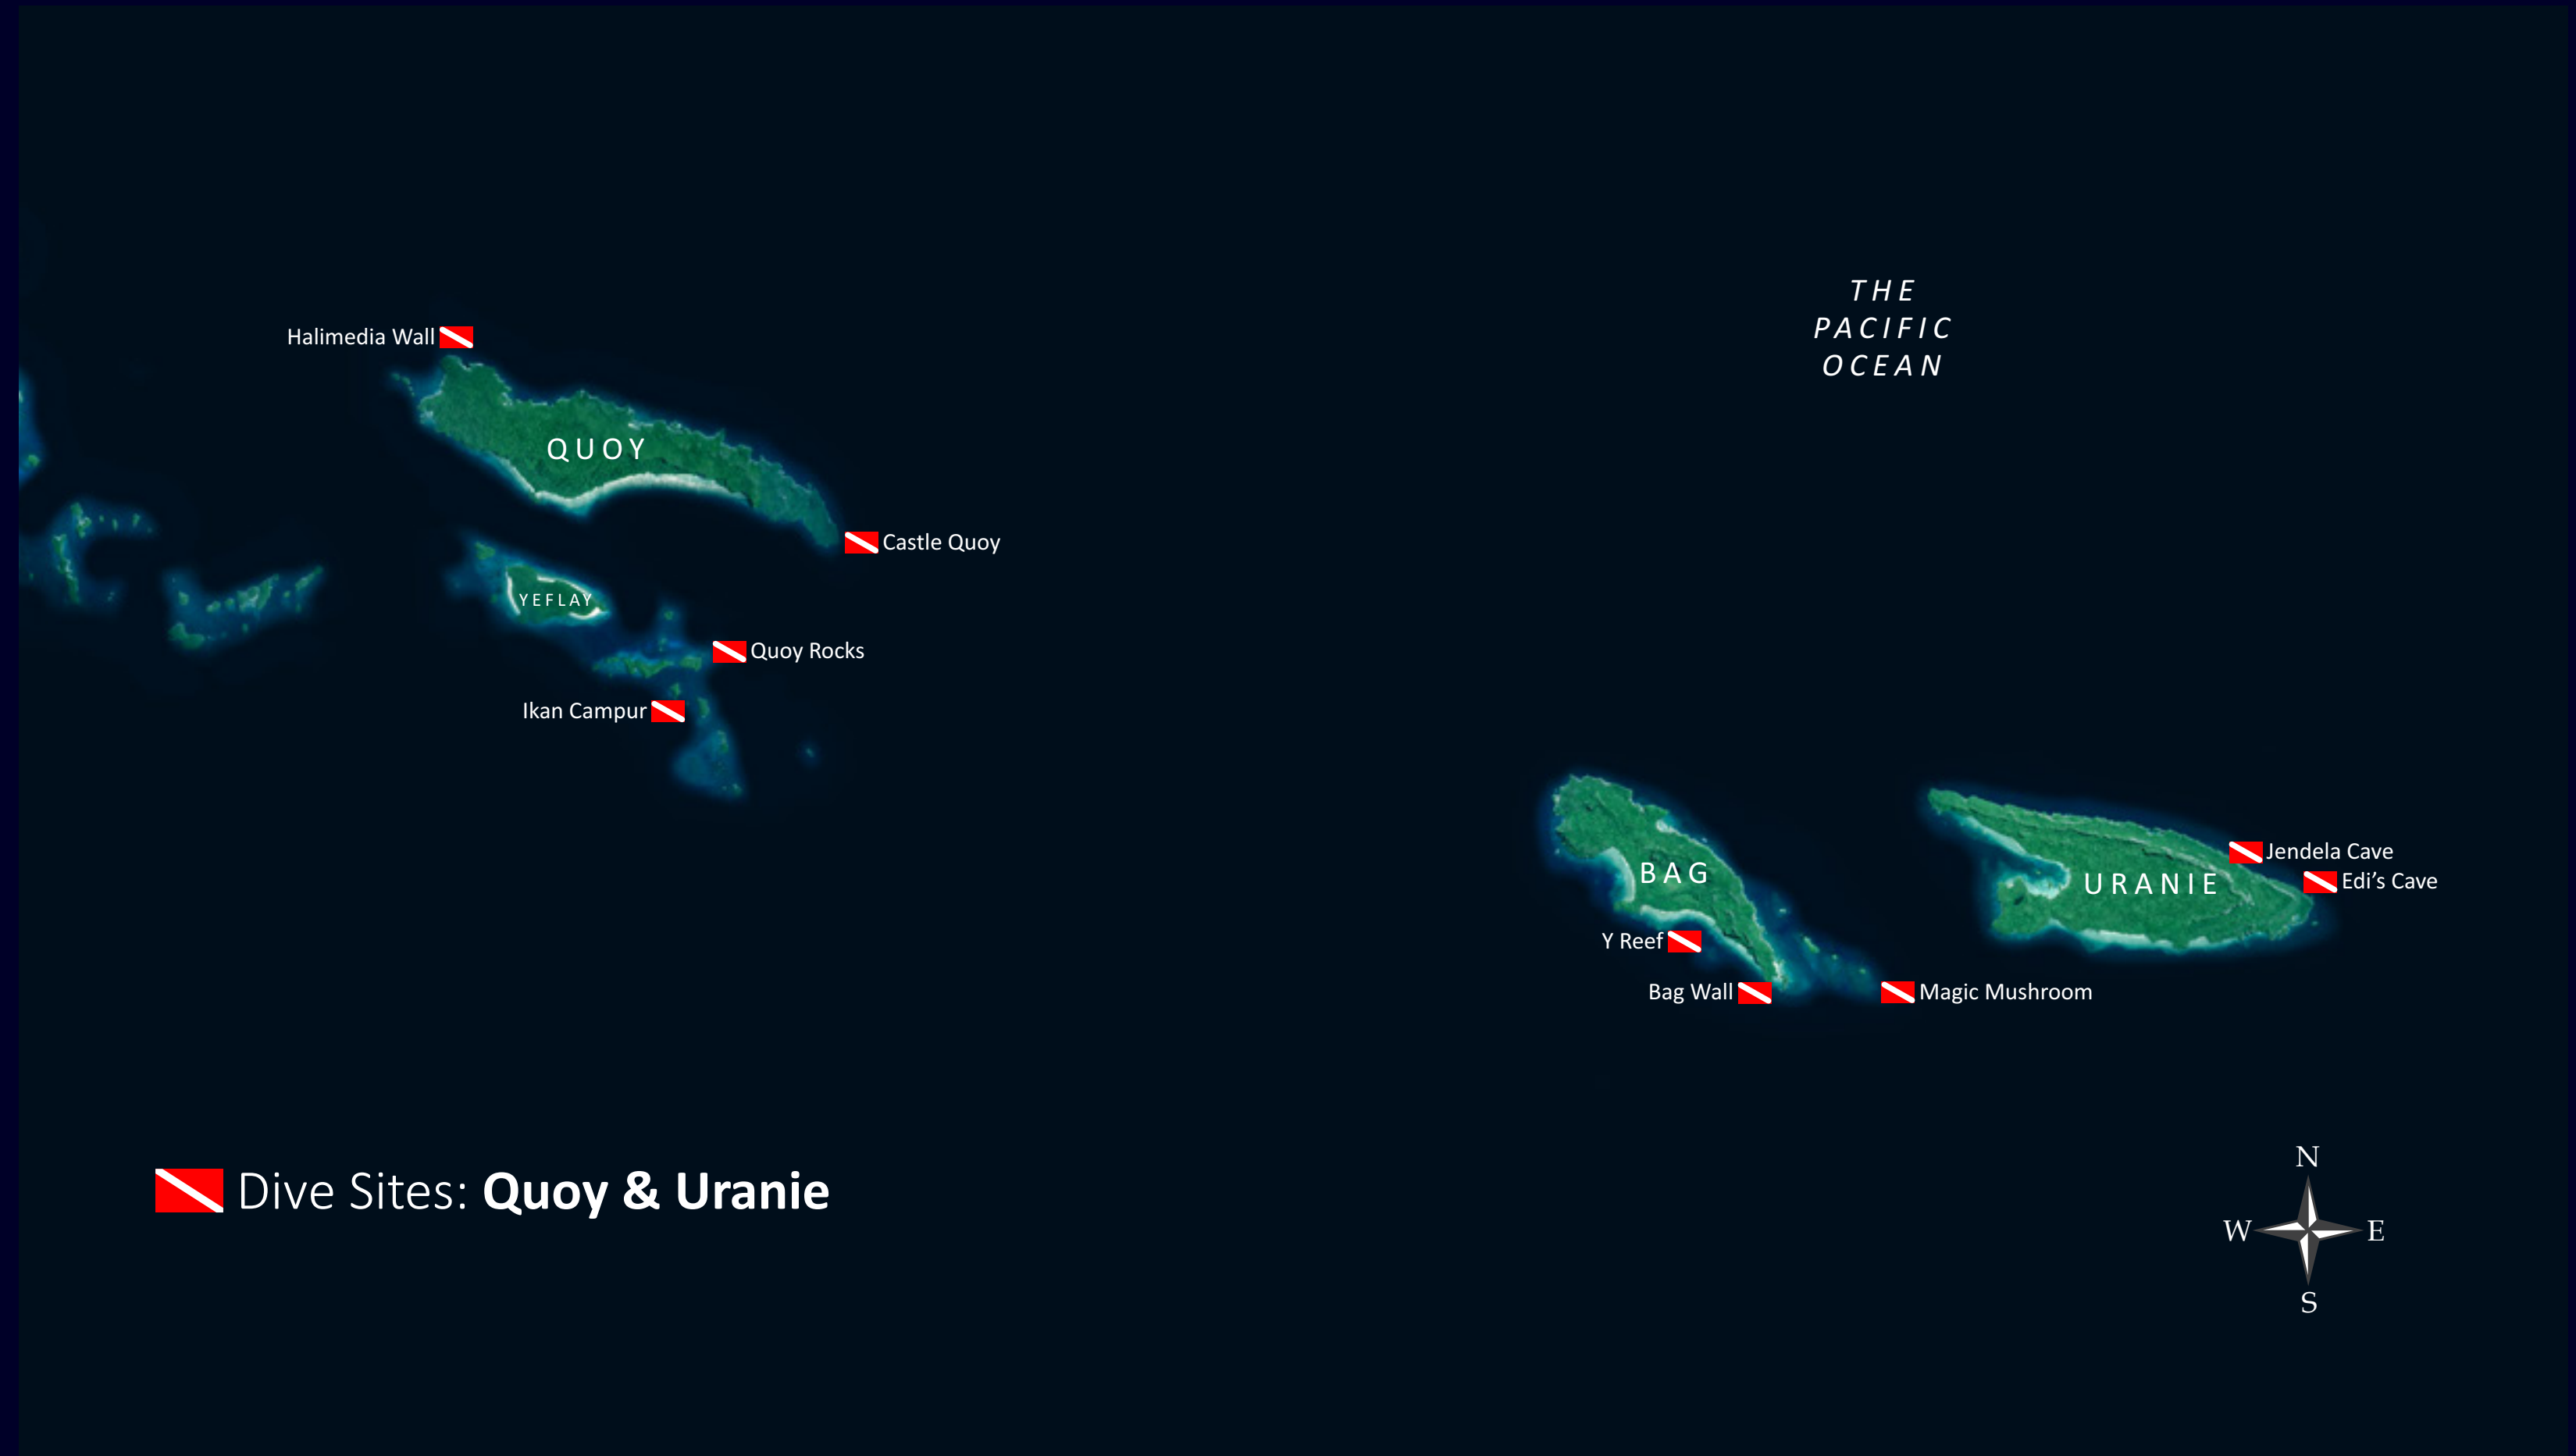 THE
PACIFIC
OCEAN
Halimedia Wall
QUOY
Castle Quoy
YEFLAY
Quoy Rocks
Ikan Campur
BAG
URANIE
Jendela Cave
Edi's Cave
Y Reef
Bag Wall
Magic Mushroom
Dive Sites: Quoy & Uranie
N
W
E
S